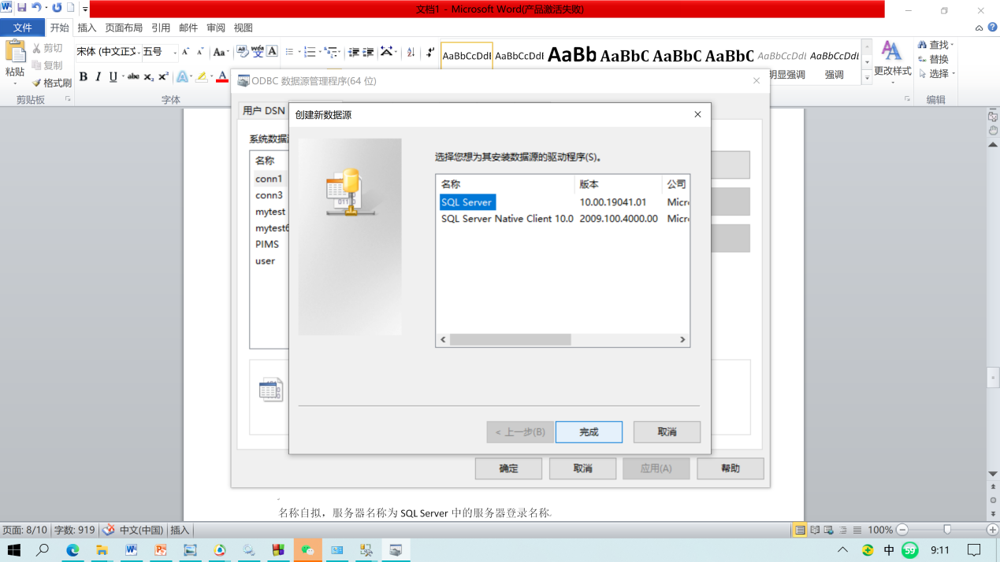 文档1 - Microsoft Word(产品激活失败)
文件 开始 插入 页面布局 引用 邮件 审阅 视图
粘贴 剪切 复制 格式刷
宋体 (中文正文 五号
AaBbCcDdI AaBbCcDdI AaBb AaBbC AaBbC AaBbC AaBbCcDdI AaBbCcDdI
明显强调 强调
更改样式
查找 替换 选择
剪贴板 字体 编辑
ODBC 数据源管理程序(64 位)
用户 DSN
系统数据源
名称
conn1
conn3
mytest
mytest6
PIMS
user
创建新数据源
选择您想为其安装数据源的驱动程序(S)。
名称 版本 公司
SQL Server 10.00.19041.01 Micr
SQL Server Native Client 10.0 2009.100.4000.00 Micr
< 上一步(B) 完成 取消
确定 取消 应用(A) 帮助
名称自拟，服务器名称为 SQL Server 中的服务器登录名称
页面: 8/10 字数: 919 中文(中国) 插入 100%
中 59 9:11